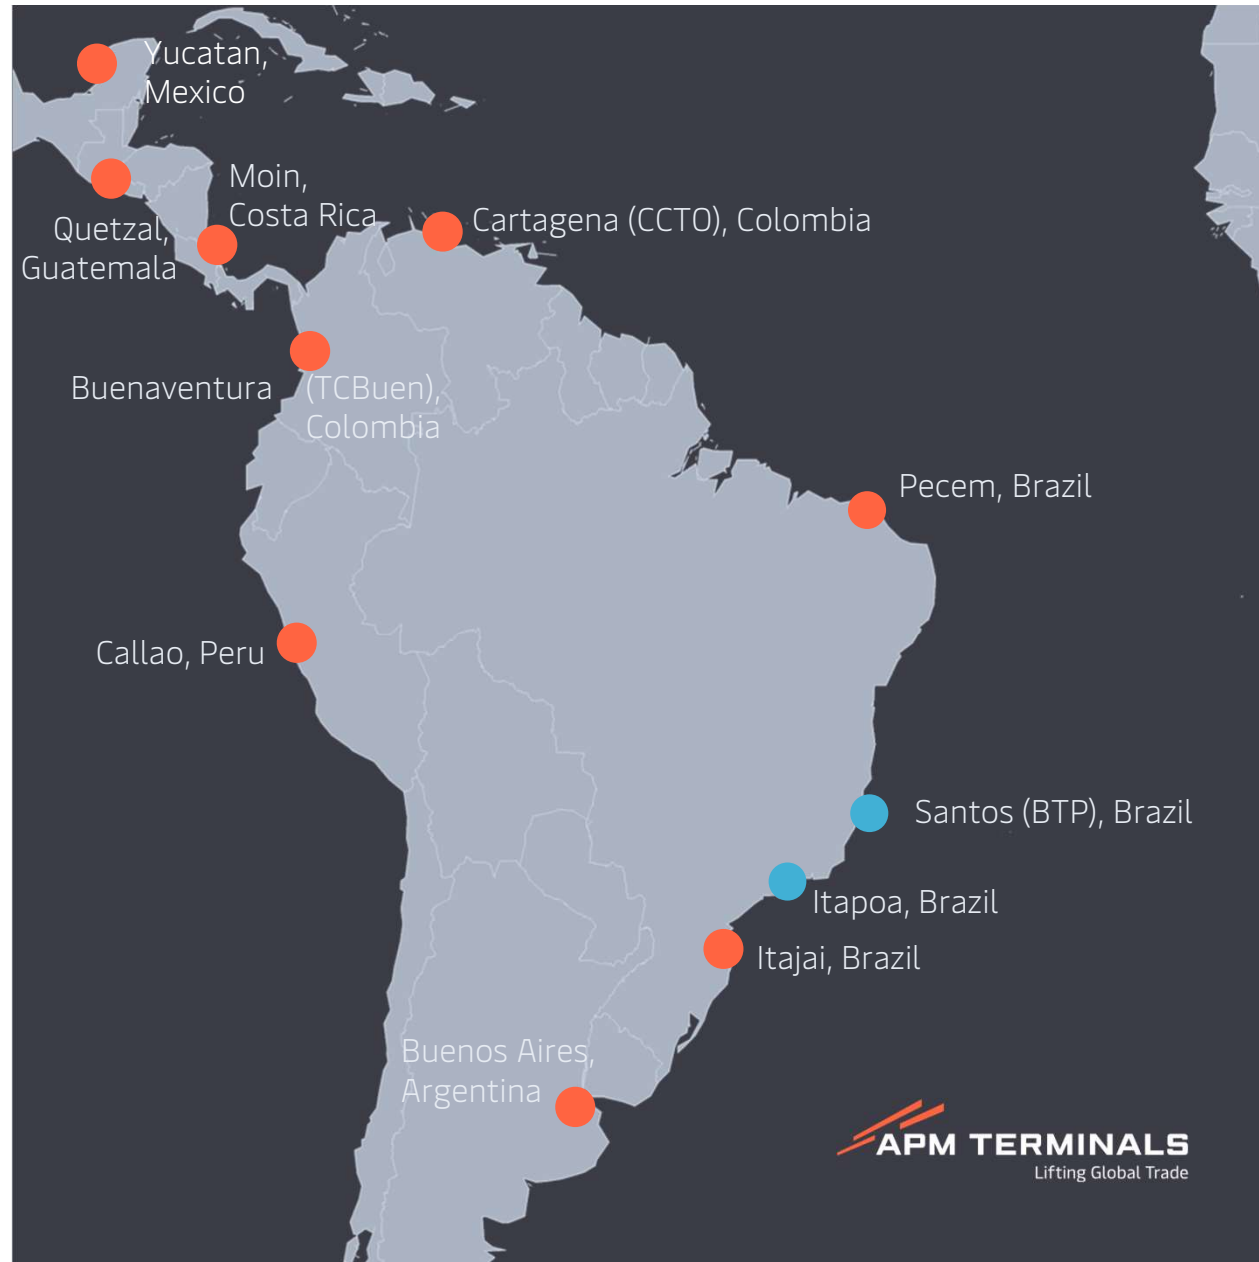 Yucatan,
Mexico
Moin,
Costa Rica
Quetzal,
Guatemala
Cartagena (CCTO), Colombia
Buenaventura (TCBuen),
Colombia
Pecem, Brazil
Callao, Peru
Santos (BTP), Brazil
Itapoa, Brazil
Itajai, Brazil
Buenos Aires,
Argentina
APM TERMINALS
Lifting Global Trade